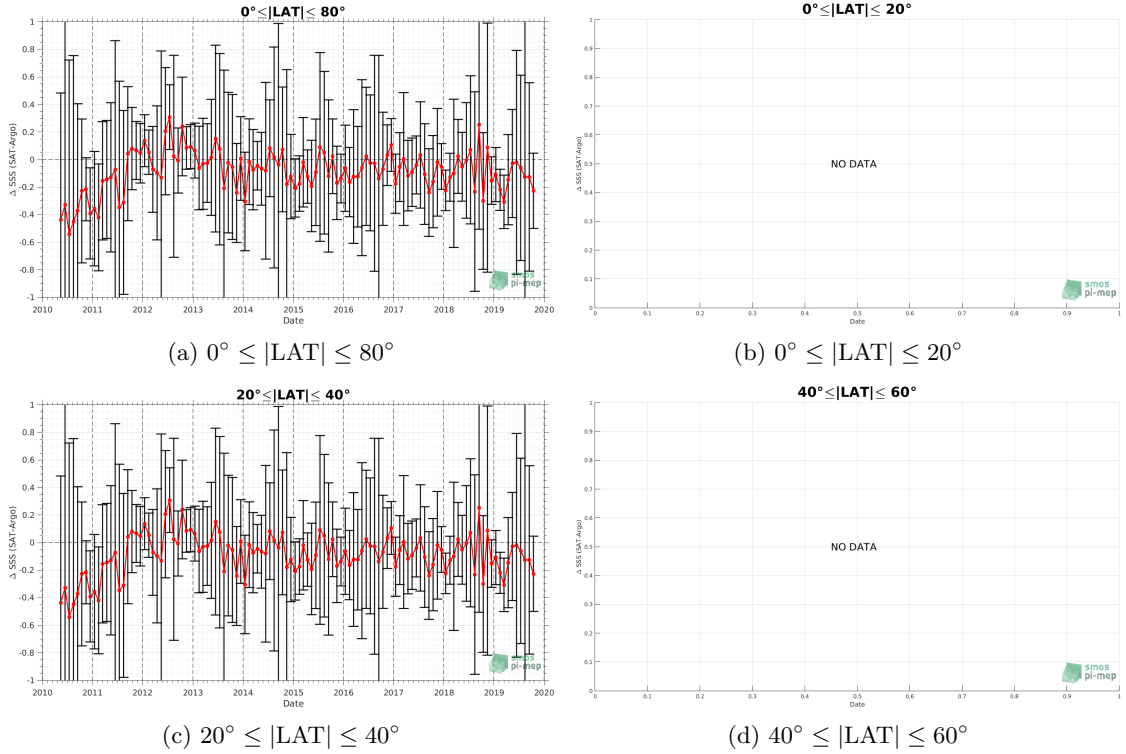 0°≤|LAT|≤ 80°
Δ SSS (SAT-Argo)
1
0.8
0.6
0.4
0.2
0
-0.2
-0.4
-0.6
-0.8
-1
2010 2011 2012 2013 2014 2015 2016 2017 2018 2019 2020
Date
smos
pi-mep
(a) 0° ≤ |LAT| ≤ 80°
0°≤|LAT|≤ 20°
Δ SSS (SAT-Argo)
1
0.9
0.8
0.7
0.6
0.5
0.4
0.3
0.2
0.1
0
NO DATA
0 0.1 0.2 0.3 0.4 0.5 0.6 0.7 0.8 0.9 1
Date
smos
pi-mep
(b) 0° ≤ |LAT| ≤ 20°
20°≤|LAT|≤ 40°
Δ SSS (SAT-Argo)
1
0.8
0.6
0.4
0.2
0
-0.2
-0.4
-0.6
-0.8
-1
2010 2011 2012 2013 2014 2015 2016 2017 2018 2019 2020
Date
smos
pi-mep
(c) 20° ≤ |LAT| ≤ 40°
40°≤|LAT|≤ 60°
Δ SSS (SAT-Argo)
1
0.9
0.8
0.7
0.6
0.5
0.4
0.3
0.2
0.1
0
NO DATA
0 0.1 0.2 0.3 0.4 0.5 0.6 0.7 0.8 0.9 1
Date
smos
pi-mep
(d) 40° ≤ |LAT| ≤ 60°